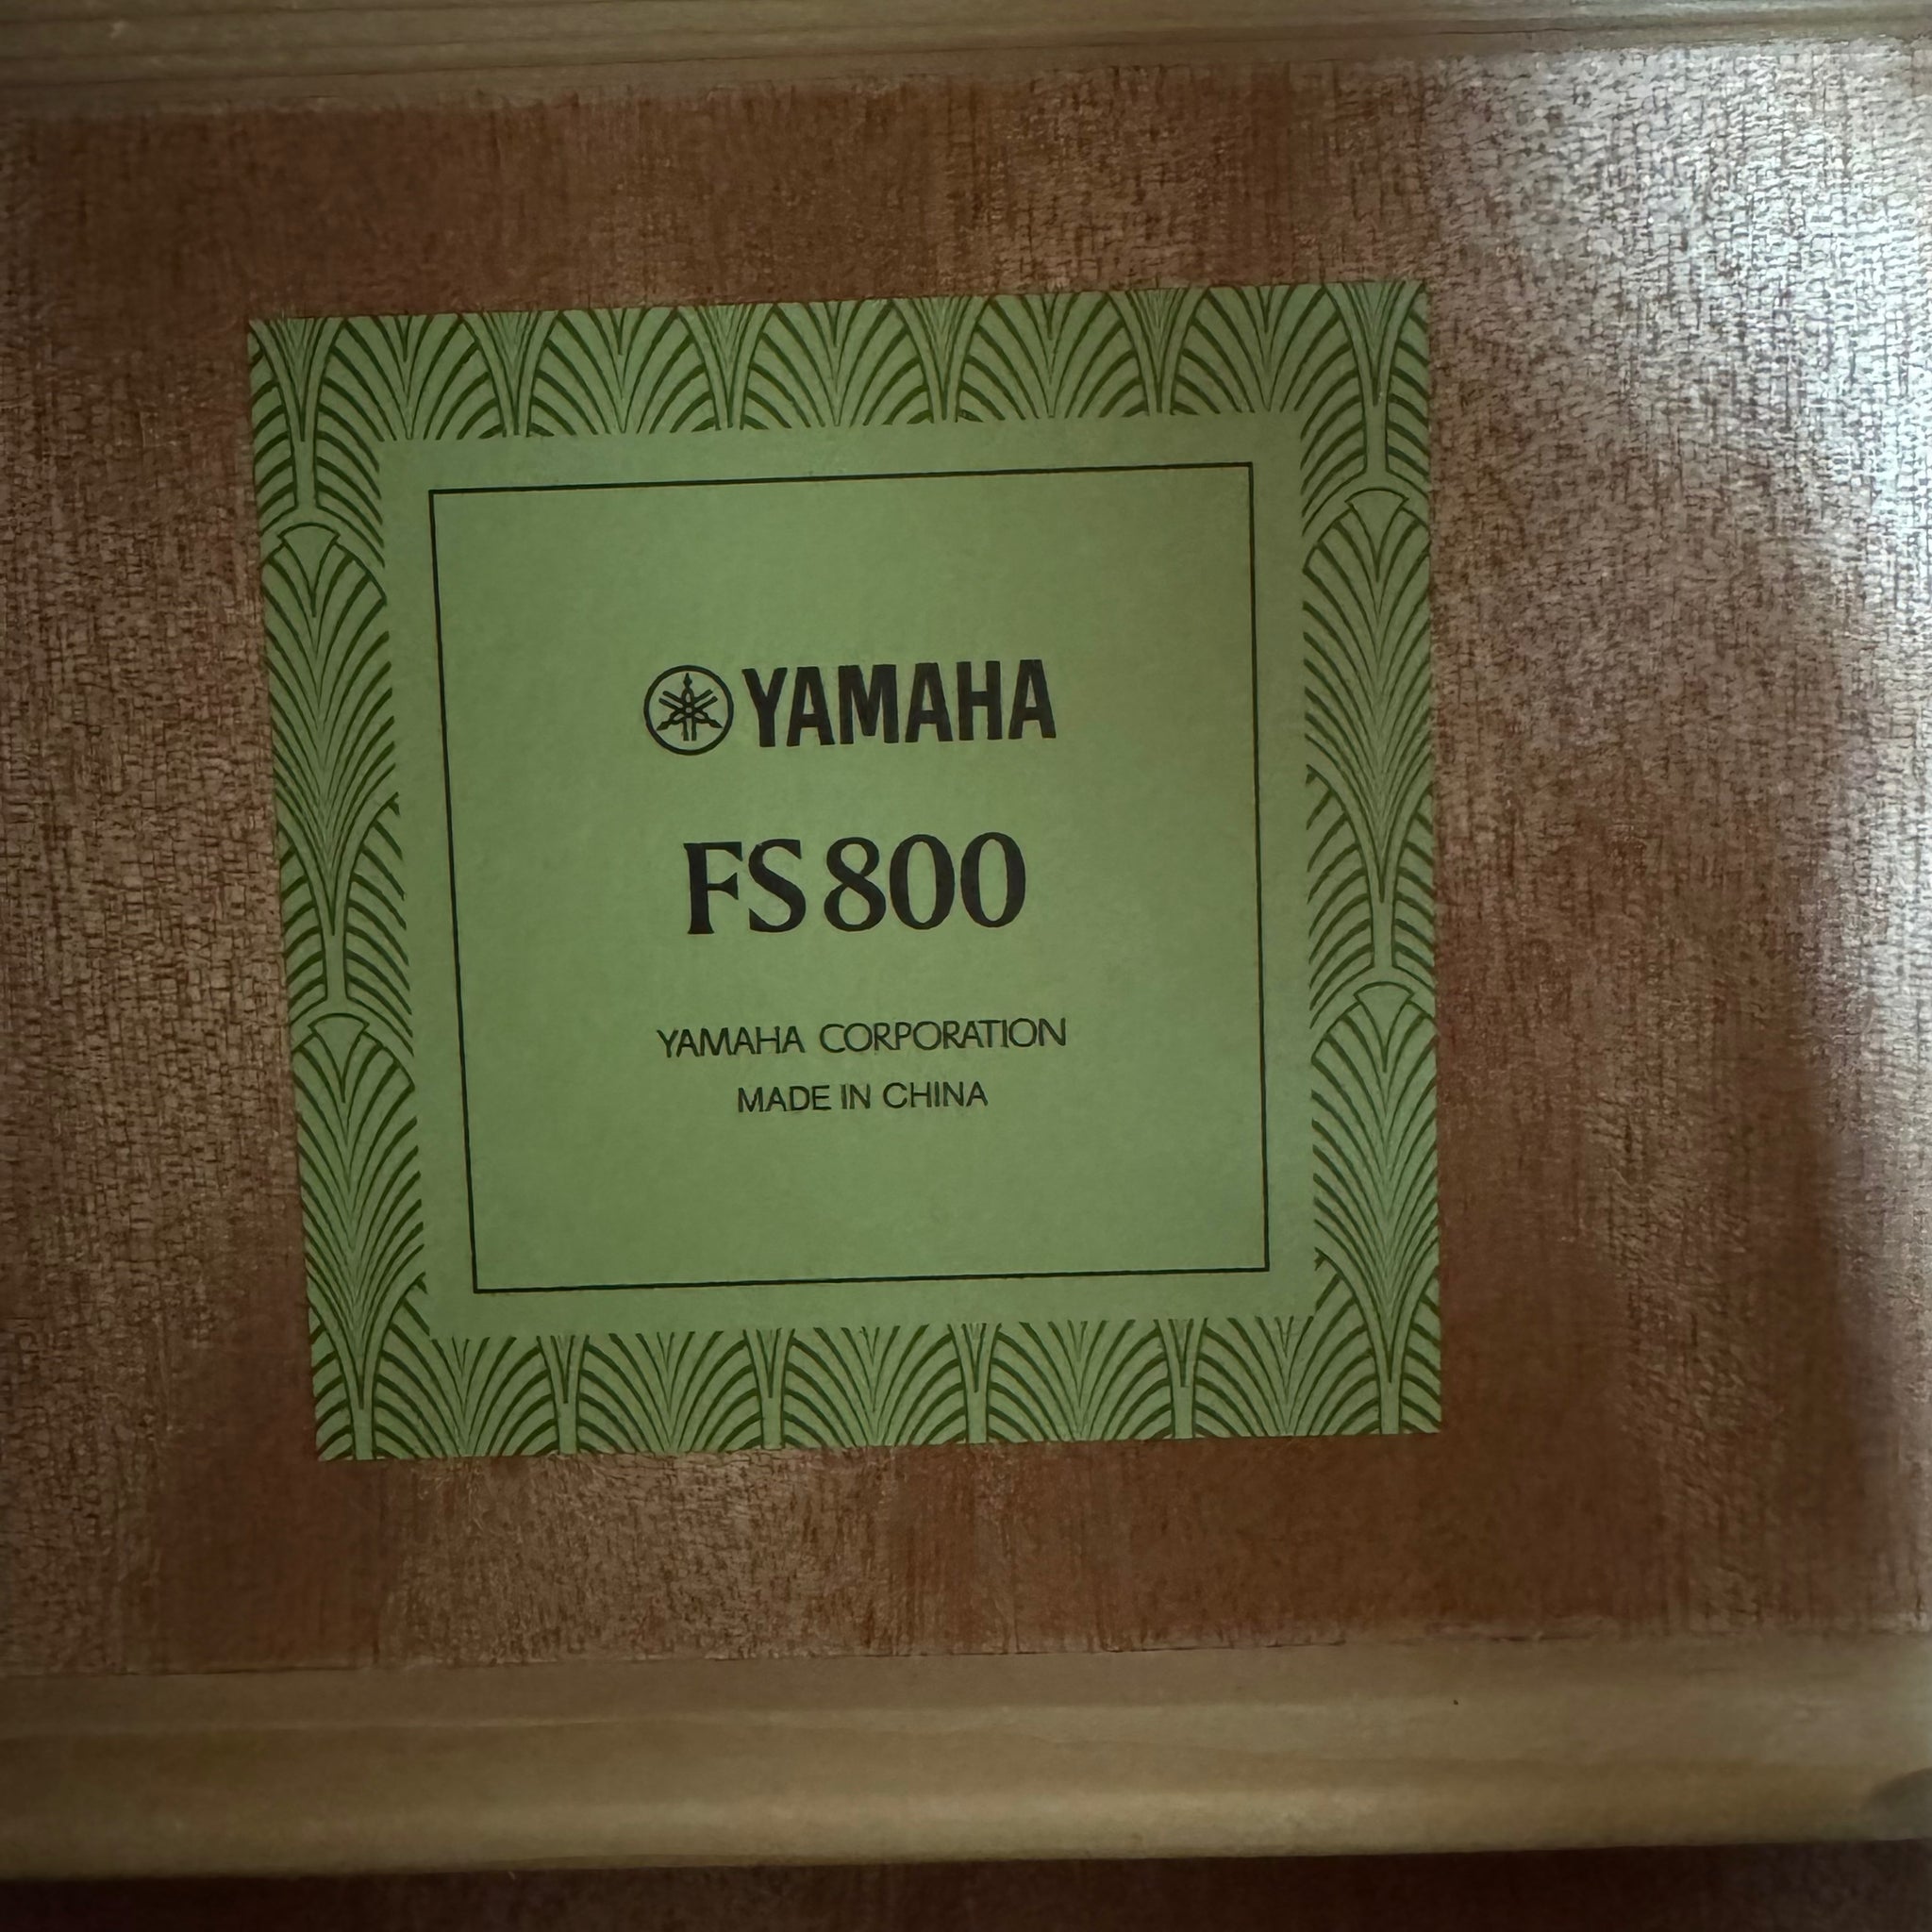 YAMAHA
FS800
YAMAHA CORPORATION
MADE IN CHINA